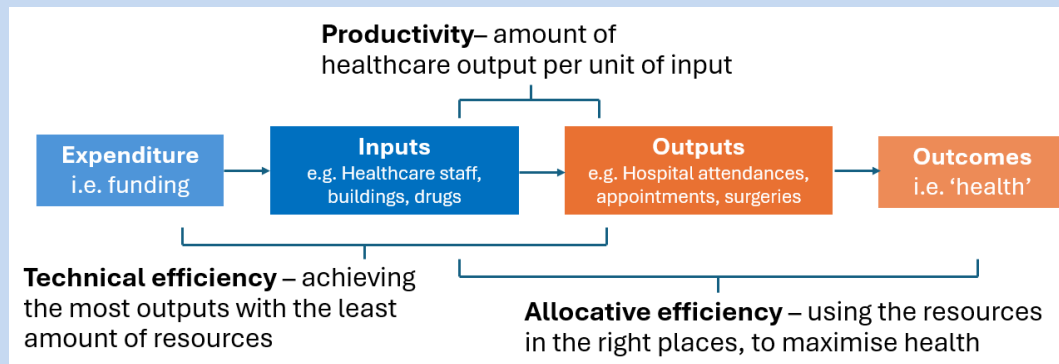 Productivity– amount of
healthcare output per unit of input
Expenditure
i.e. funding
Inputs
e.g. Healthcare staff,
buildings, drugs
Outputs
e.g. Hospital attendances,
appointments, surgeries
Outcomes
i.e. ‘health’
Technical efficiency – achieving
the most outputs with the least
amount of resources
Allocative efficiency – using the resources
in the right places, to maximise health